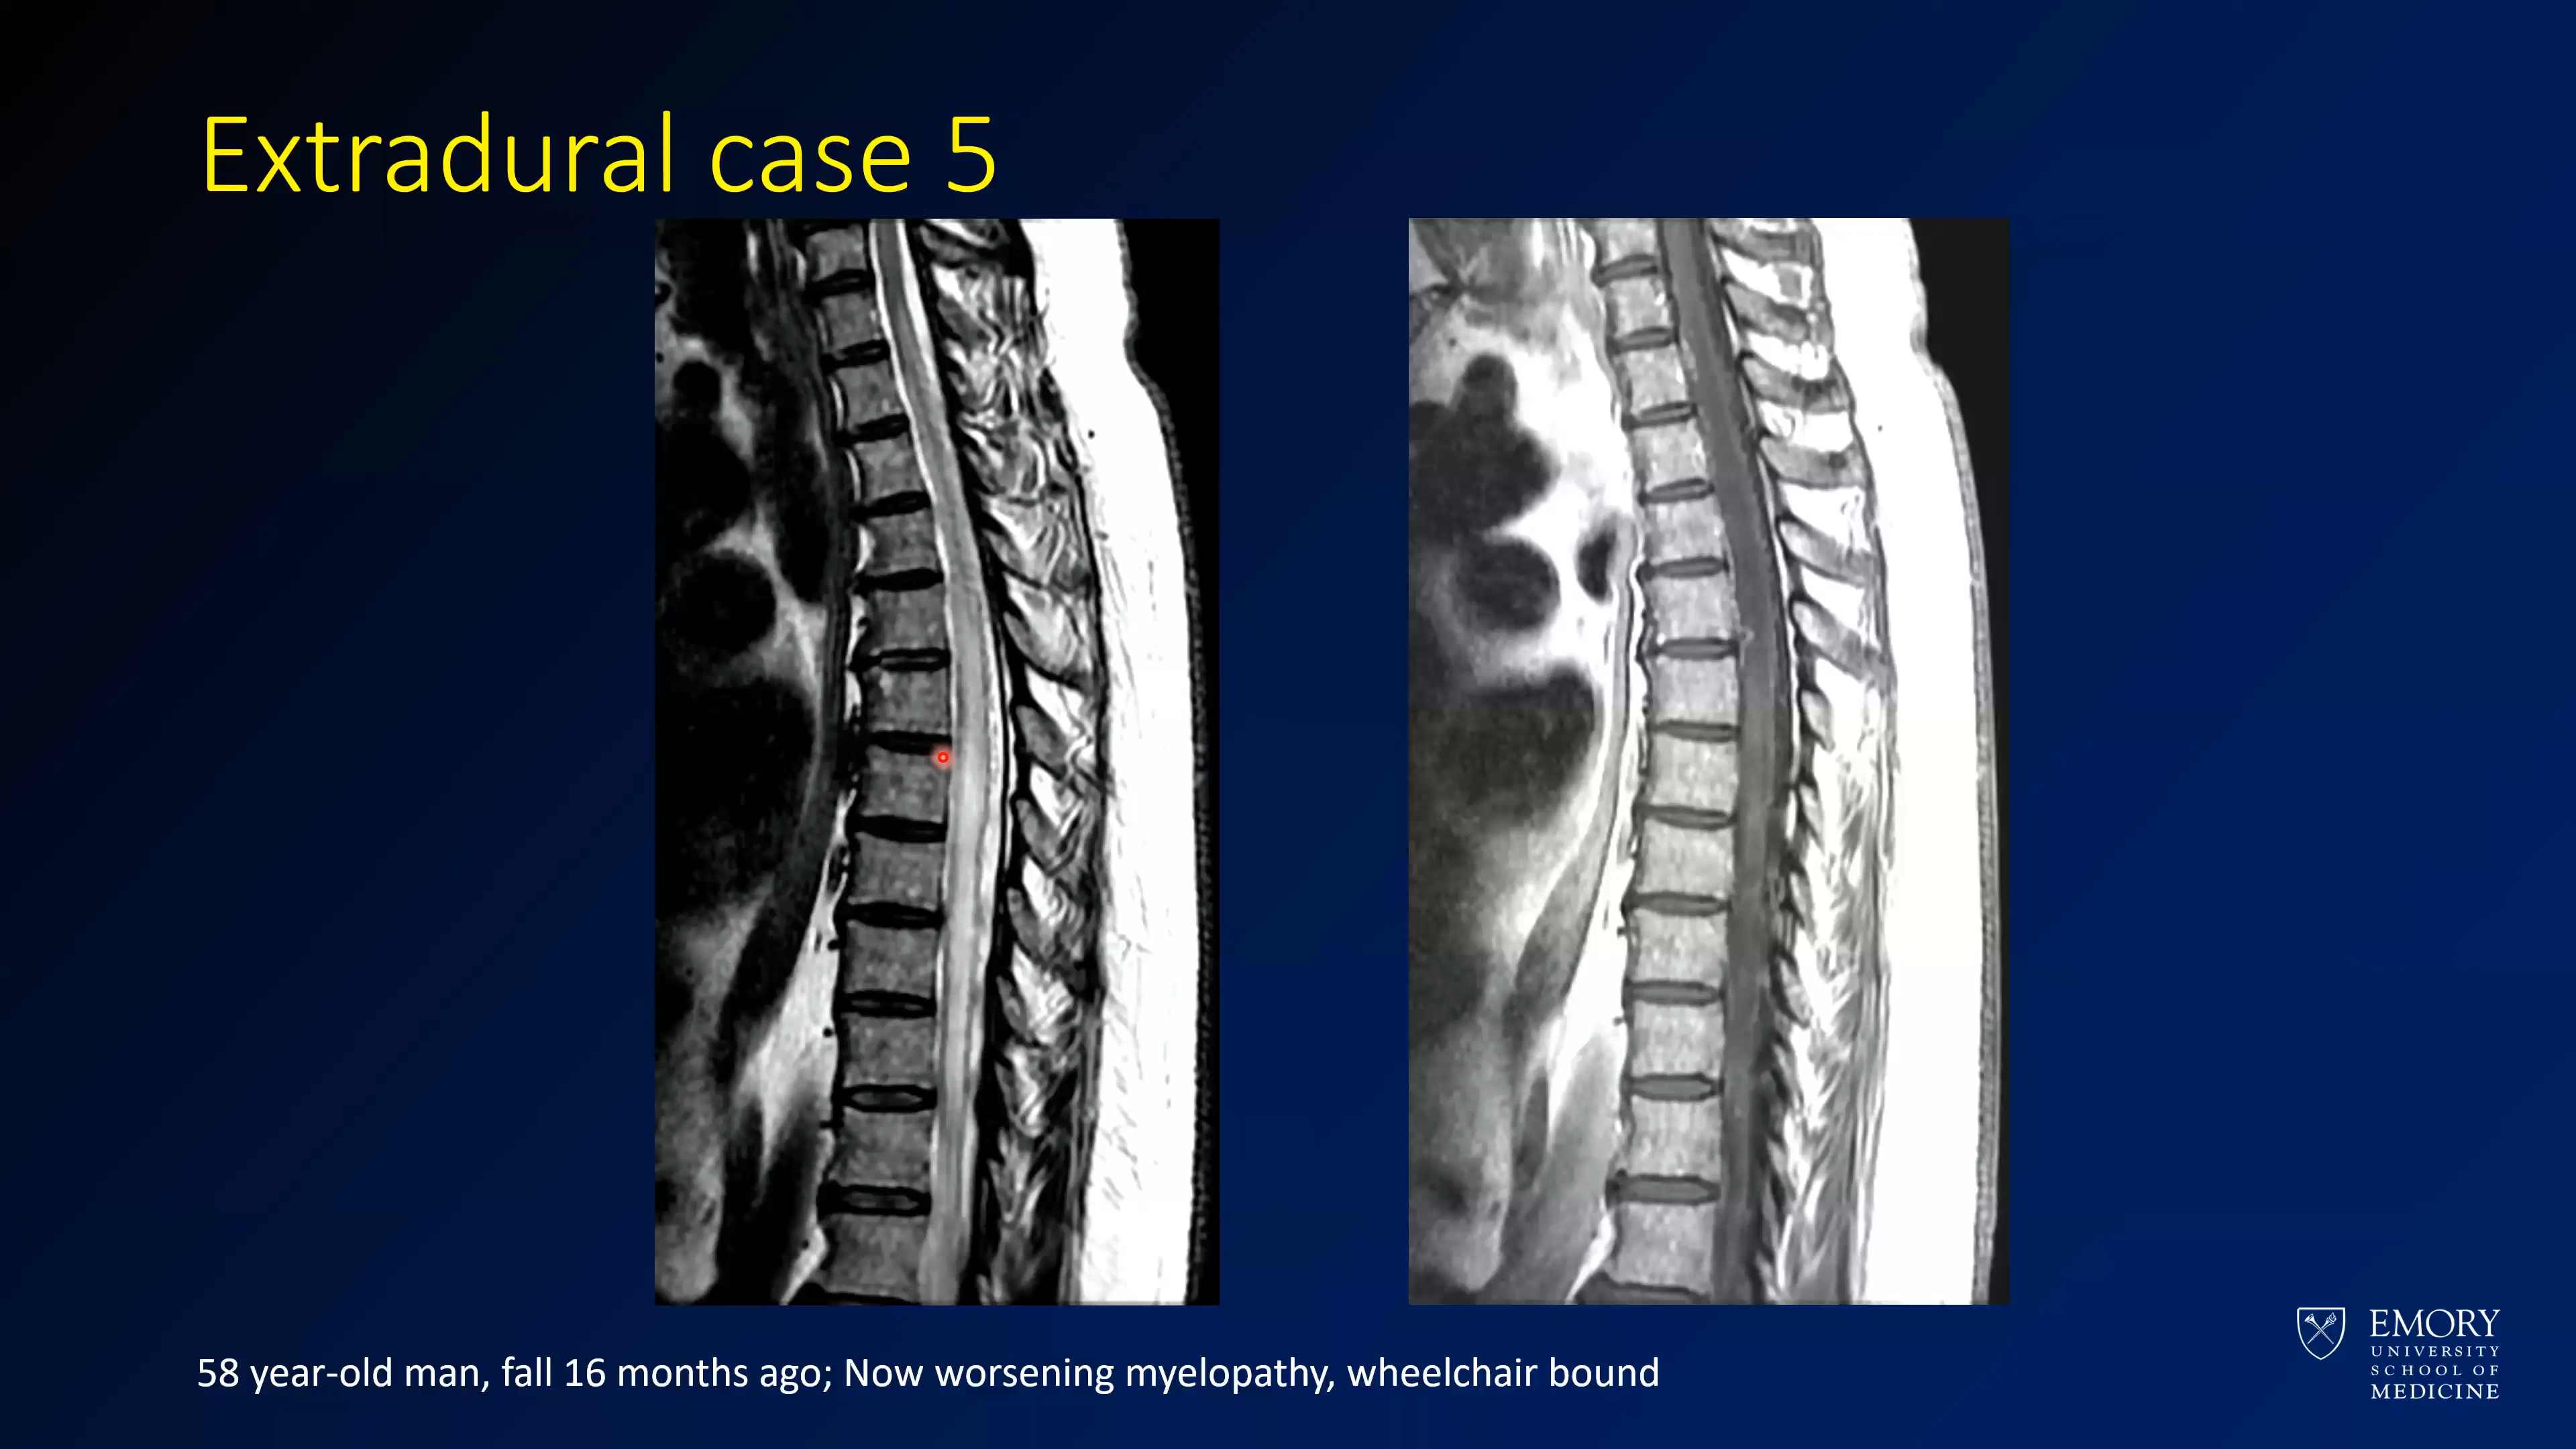 Extradural case 5
58 year-old man, fall 16 months ago; Now worsening myelopathy, wheelchair bound
EMORY
UNIVERSITY
SCHOOL OF
MEDICINE